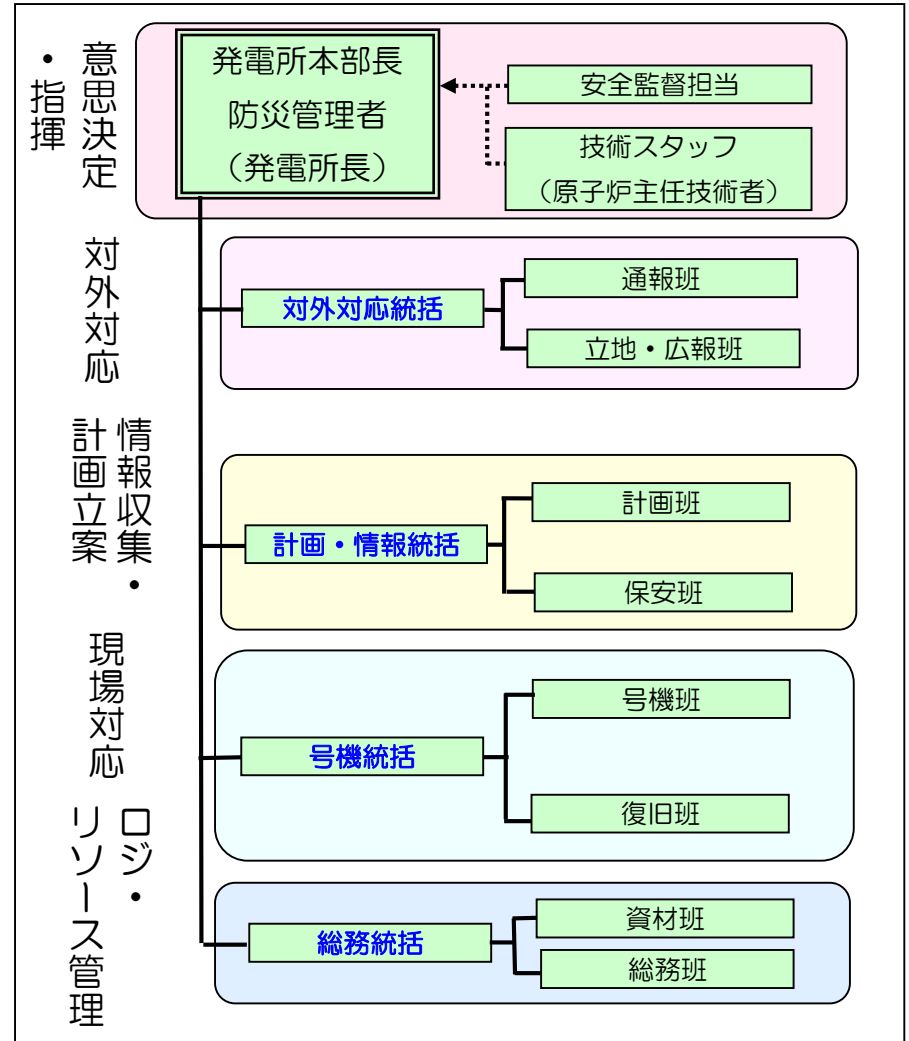 意思決定
・指揮
発電所本部長
防災管理者
（発電所長）
安全監督担当
技術スタッフ
（原子炉主任技術者）
対外対応
対外対応統括
通報班
立地・広報班
情報収集・
計画立案
計画・情報統括
計画班
保安班
現場対応
号機統括
号機班
復旧班
ロジ・
リソース管理
総務統括
資材班
総務班